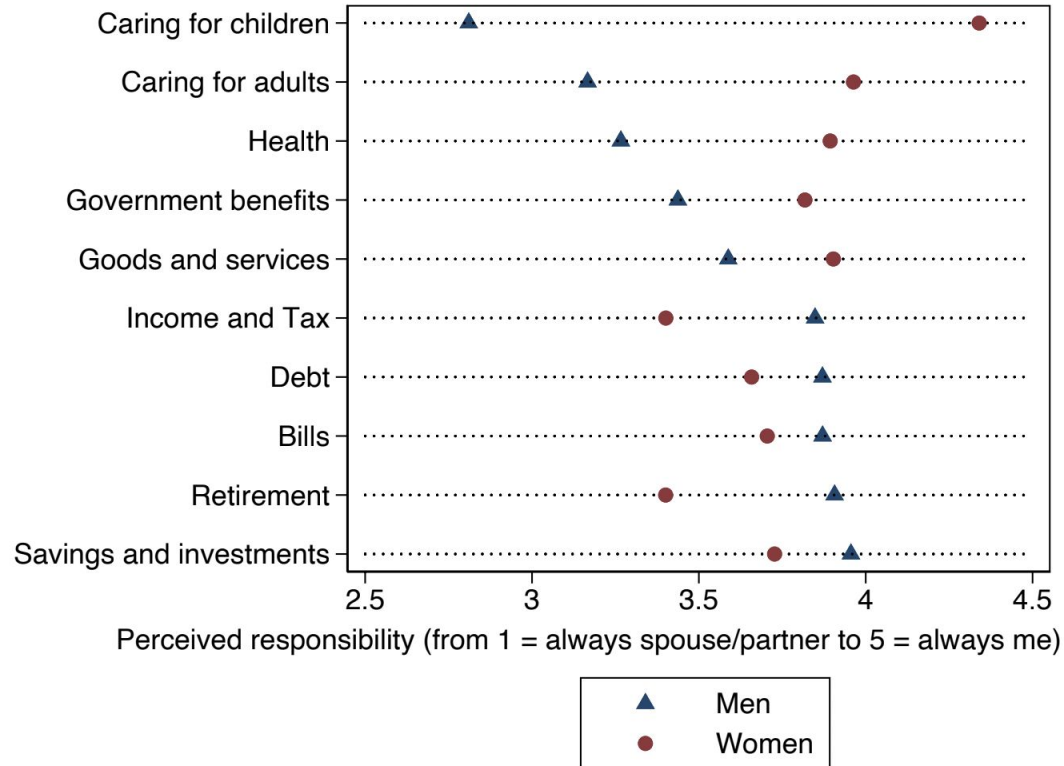 Caring for children
Caring for adults
Health
Government benefits
Goods and services
Income and Tax
Debt
Bills
Retirement
Savings and investments
2.5 3 3.5 4 4.5
Perceived responsibility (from 1 = always spouse/partner to 5 = always me)
Men
Women